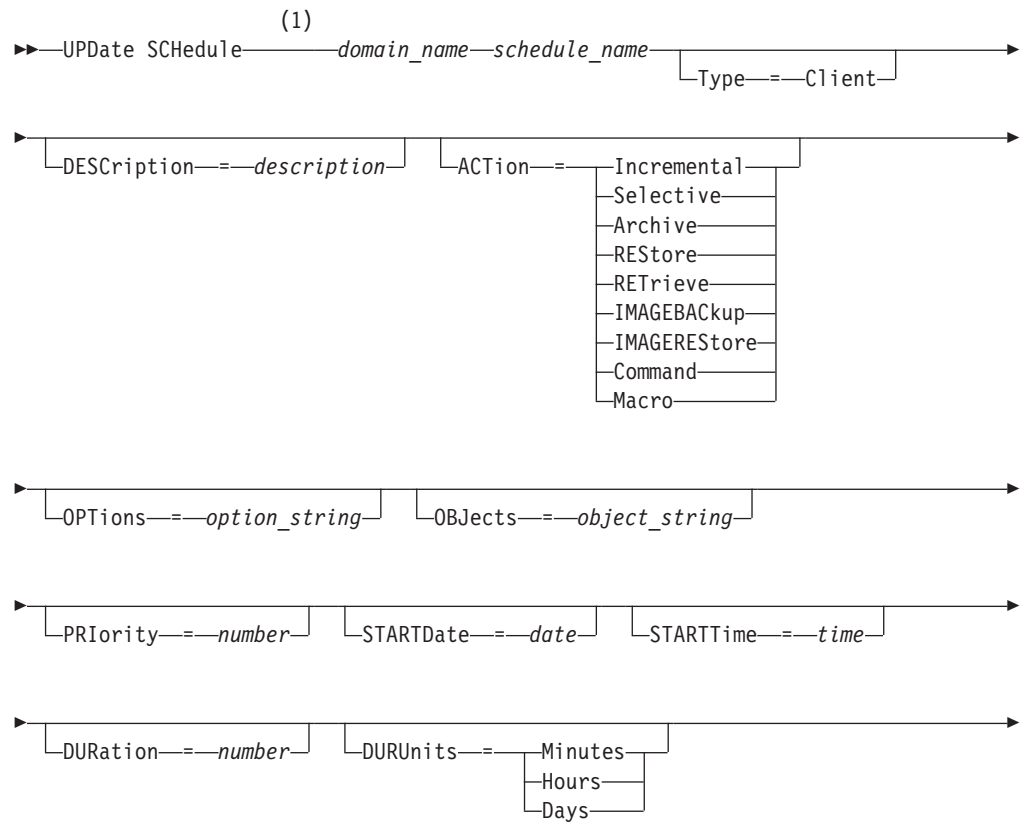 (1)
UPDate SCHedule domain_name schedule_name
Type = Client
DESCription = description ACTion = Incremental
Selective
Archive
REStore
RETrieve
IMAGEBACkup
IMAGEREStore
Command
Macro
OPTions = option_string OBJects = object_string
PRIority = number STARTDate = date STARTTime = time
DURation = number DURUnits = Minutes
Hours
Days